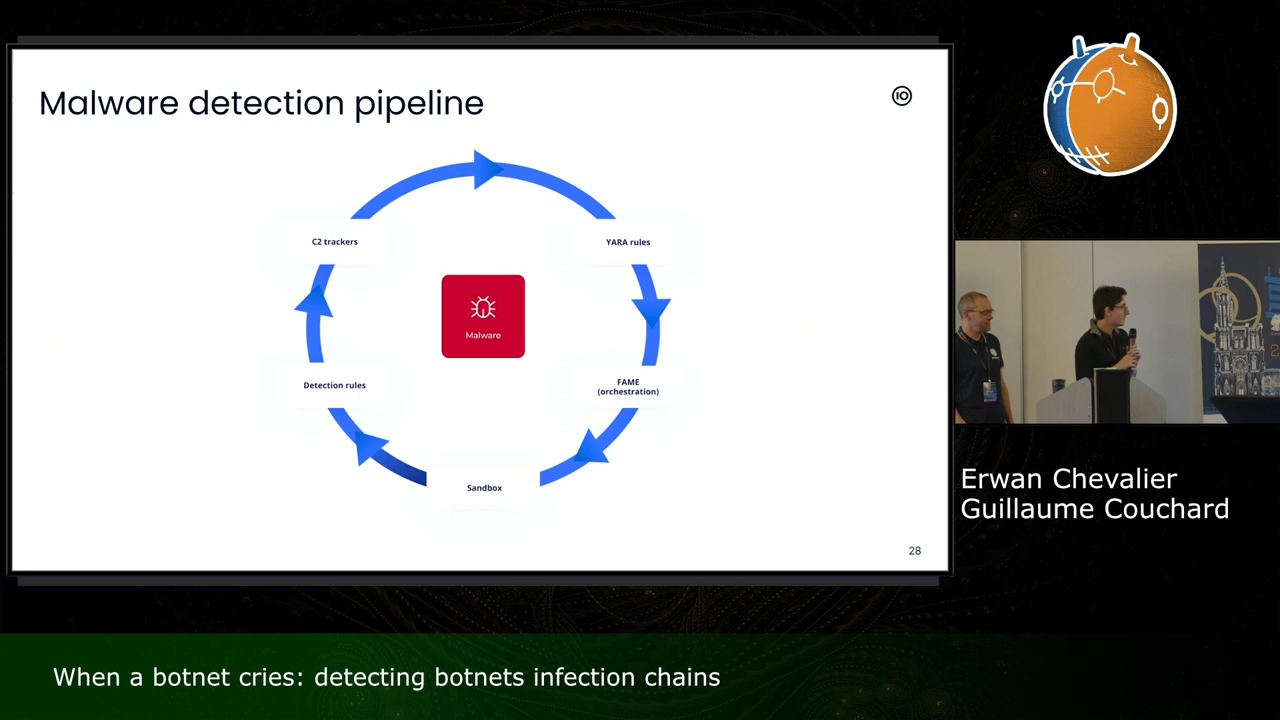 Malware detection pipeline
C2 trackers
YARA rules
Malware
Detection rules
FAME
(orchestration)
Sandbox
28
Erwan Chevalier
Guillaume Couchard
When a botnet cries: detecting botnets infection chains